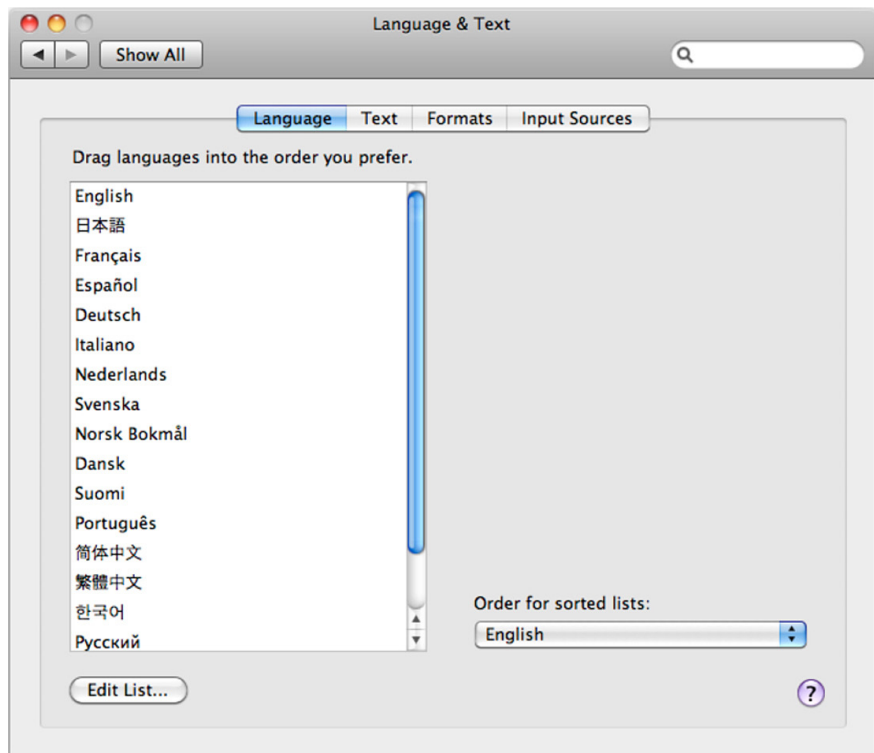 Language & Text
Show All
Language Text Formats Input Sources
Drag languages into the order you prefer.
English
日本語
Français
Español
Deutsch
Italiano
Nederlands
Svenska
Norsk Bokmål
Dansk
Suomi
Português
简体中文
繁體中文
한국어
Русский
Order for sorted lists:
English
Edit List...
?